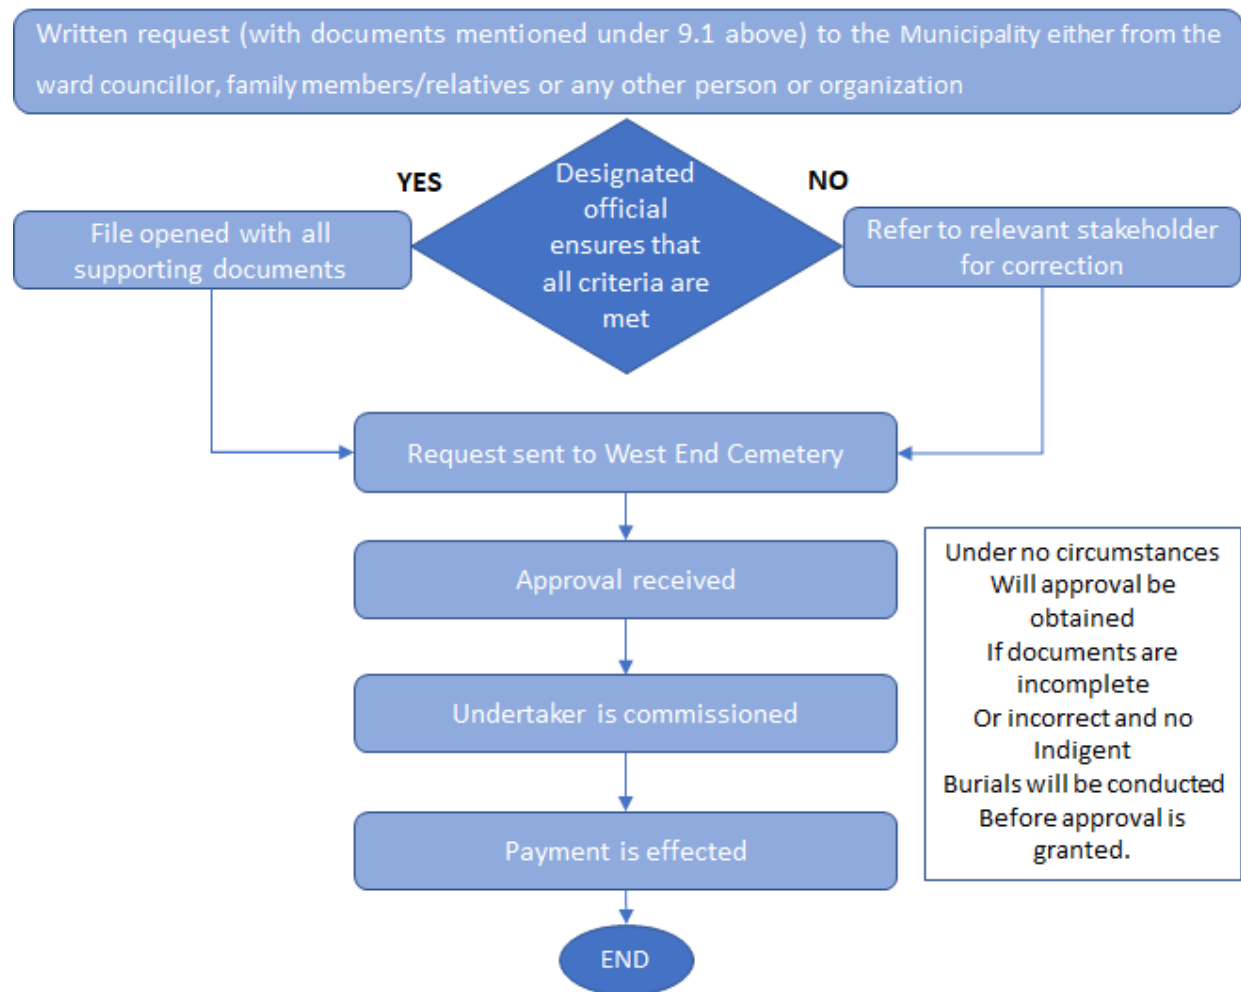 Written request (with documents mentioned under 9.1 above) to the Municipality either from the
ward councillor, family members/relatives or any other person or organization
YES
Designated
official
ensures that
all criteria are
met
NO
File opened with all
supporting documents
Refer to relevant stakeholder
for correction
Request sent to West End Cemetery
Approval received
Undertaker is commissioned
Payment is effected
END
Under no circumstances
Will approval be
obtained
If documents are
incomplete
Or incorrect and no
Indigent
Burials will be conducted
Before approval is
granted.